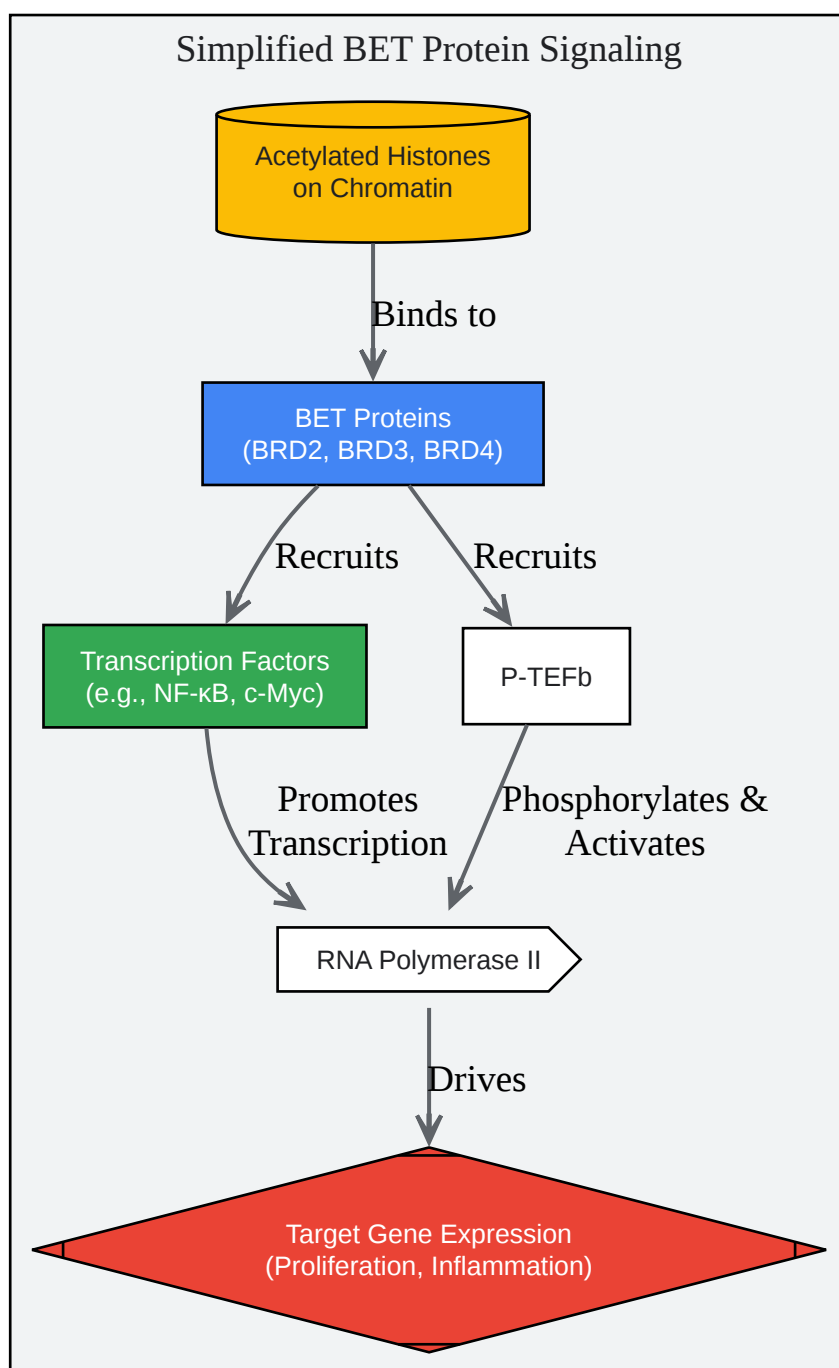 Simplified BET Protein Signaling
Acetylated Histones
on Chromatin
Binds to
BET Proteins
(BRD2, BRD3, BRD4)
Recruits
Recruits
Transcription Factors
(e.g., NF-κB, c-Myc)
P-TEFb
Promotes
Transcription
Phosphorylates &
Activates
RNA Polymerase II
Drives
Target Gene Expression
(Proliferation, Inflammation)